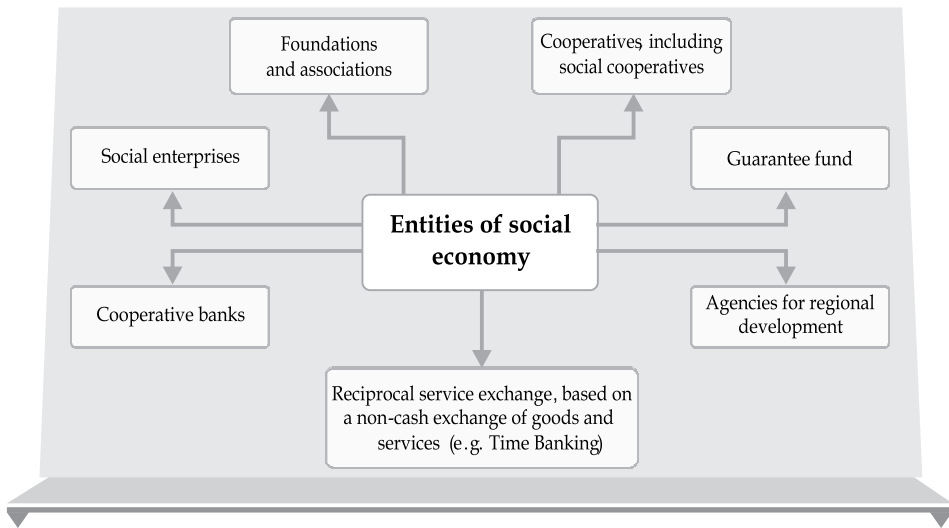 Foundations
and associations
Cooperatives, including
social cooperatives
Social enterprises
Guarantee fund
Entities of social
economy
Cooperative banks
Agencies for regional
development
Reciprocal service exchange, based on
a non-cash exchange of goods and
services (e.g. Time Banking)